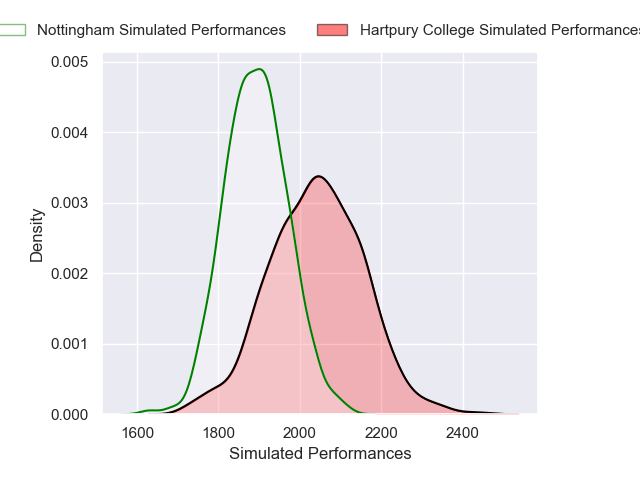 Nottingham Simulated Performances
Hartpury College Simulated Performances
0.005
0.004
0.003
0.002
0.001
0.000
Density
1600 1800 2000 2200 2400
Simulated Performances